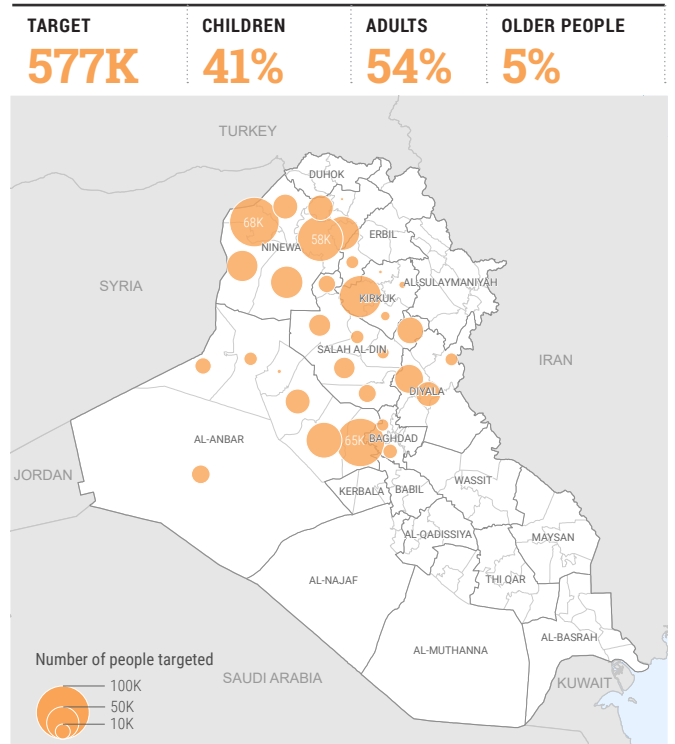 TARGET
577K
CHILDREN
41%
ADULTS
54%
OLDER PEOPLE
5%
TURKEY
DUHOK
68K
58K
ERBIL
NINEWA
SYRIA
AL-SULAYMANIYAH
KIRKUK
SALAH AL-DIN
IRAN
DIYALA
AL-ANBAR
65K
BAGHDAD
JORDAN
WASSIT
KERBALA
BABIL
AL-QADISSIYA
MAYSAN
AL-NAJAF
THI QAR
AL-BASRAH
AL-MUTHANNA
SAUDI ARABIA
KUWAIT
Number of people targeted
100K
50K
10K